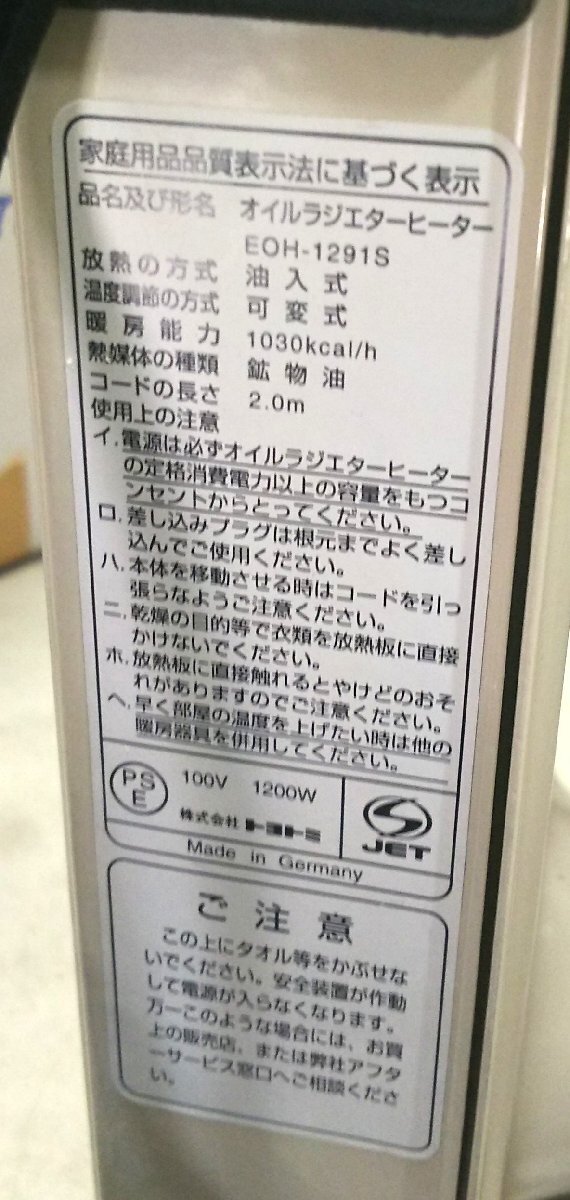 家庭用品品質表示法に基づく表示
品名及び形名 オイルラジエターヒーター
EOH-1291S
放熱の方式 油入式
温度調節の方式 可変式
暖房能力 1030kcal/h
熱媒体の種類 鉱物油
コードの長さ 2.0m
使用上の注意
イ.電源は必ずオイルラジエターヒーター
の定格消費電力以上の容量をもつコ
ンセントからとってください。
ロ.差し込みプラグは根元までよく差し
込んでご使用ください。
ハ.本体を移動させる時はコードを引っ
張らなようご注意ください。
ニ.乾燥の目的等で衣類を放熱板に直接
かけないでください。
ホ.放熱板に直接触れるとやけどのおそ
れがありますのでご注意ください。
ヘ.早く部屋の温度を上げたい時は他の
暖房器具を併用してください。
PS
E
100V 1200W
株式会社 トヨトミ
JET
Made in Germany
ご注意
この上にタオル等をかぶせな
いでください。安全装置が作動
して電源が入らなくなります。
万一このような場合には、お買
上の販売店、または弊社アフタ
ーサービス窓口へご相談くださ
い。